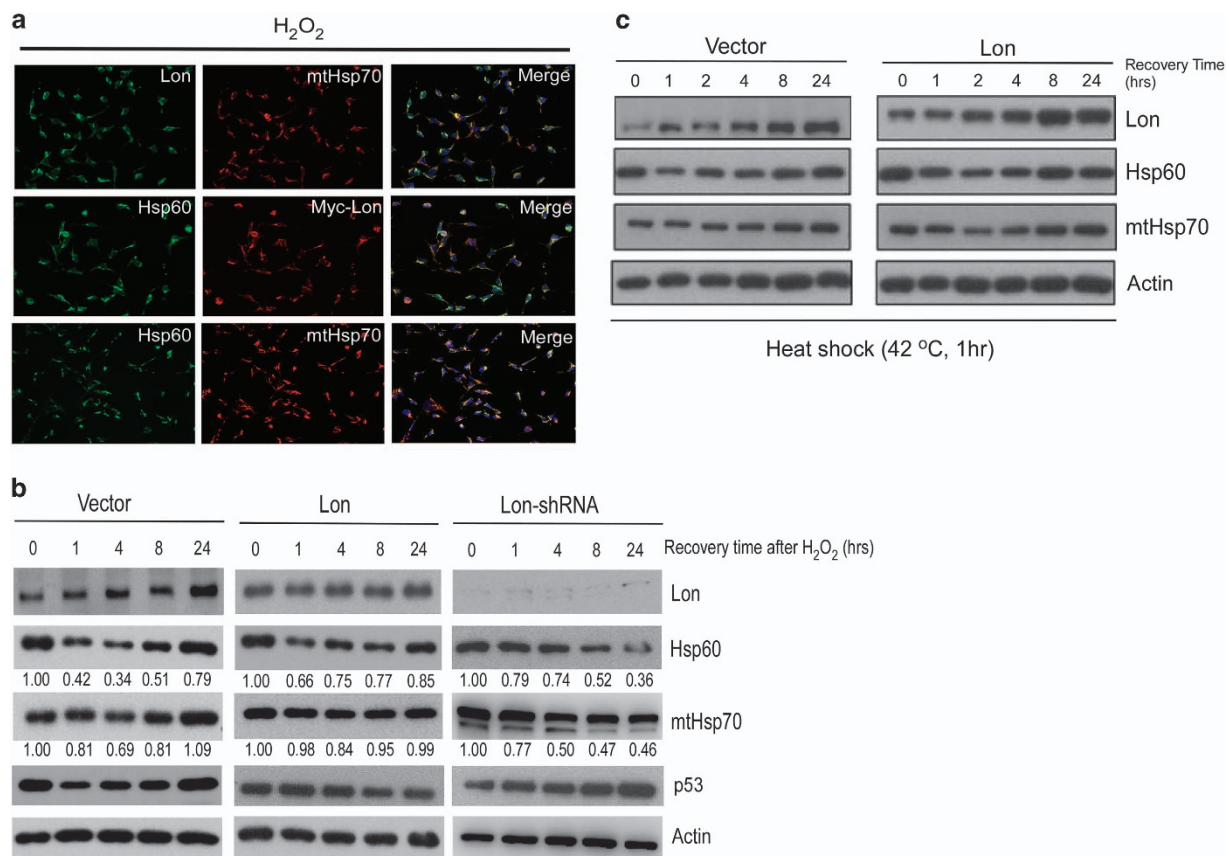 a
H₂O₂
Lon mtHsp70 Merge
Hsp60 Myc-Lon Merge
Hsp60 mtHsp70 Merge
b
Vector Lon Lon-shRNA
0 1 4 8 24 0 1 4 8 24 0 1 4 8 24 Recovery time after H₂O₂ (hrs)
Lon
Hsp60
1.00 0.42 0.34 0.51 0.79 1.00 0.66 0.75 0.77 0.85 1.00 0.79 0.74 0.52 0.36
mtHsp70
1.00 0.81 0.69 0.81 1.09 1.00 0.98 0.84 0.95 0.99 1.00 0.77 0.50 0.47 0.46
p53
Actin
c
Vector Lon
0 1 2 4 8 24 0 1 2 4 8 24 Recovery Time
(hrs)
Lon
Hsp60
mtHsp70
Actin
Heat shock (42 °C, 1hr)